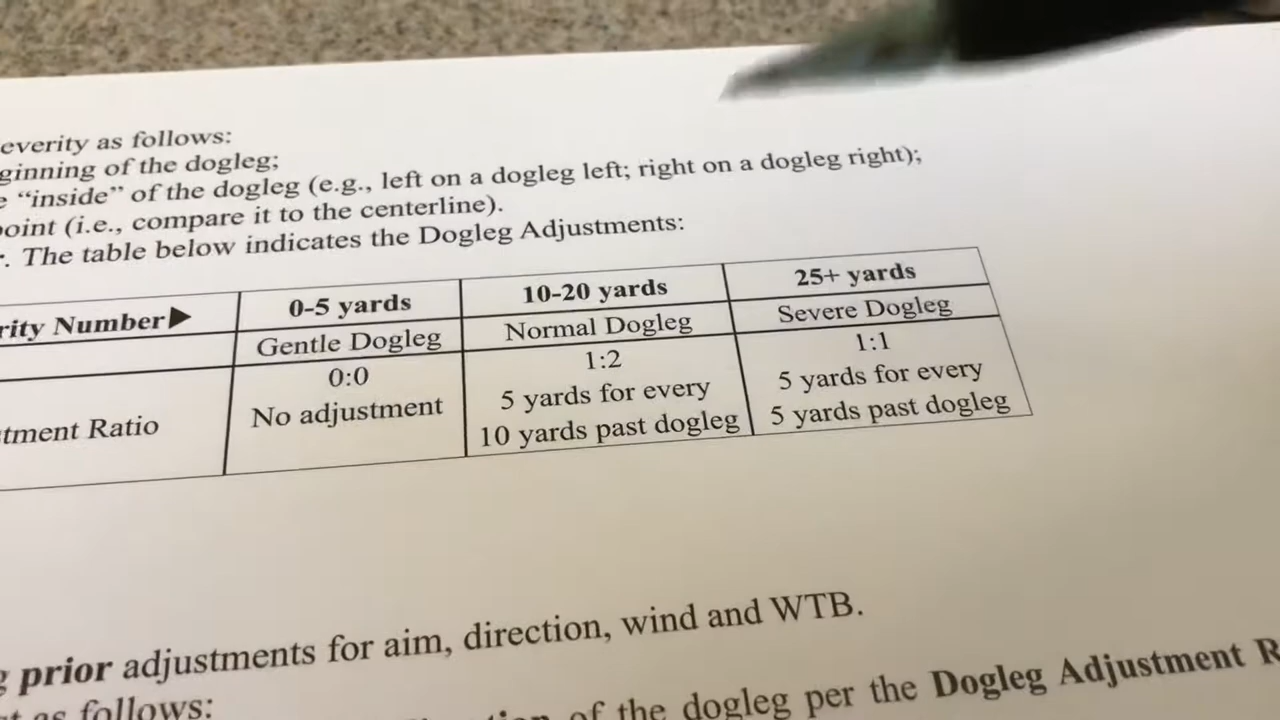 everity as follows:
ginning of the dogleg;
e “inside” of the dogleg (e.g., left on a dogleg left; right on a dogleg right);
point (i.e., compare it to the centerline).
r. The table below indicates the Dogleg Adjustments:
rity Number▶ 0-5 yards 10-20 yards 25+ yards
Gentle Dogleg Normal Dogleg Severe Dogleg
tment Ratio
0:0
No adjustment
1:2
5 yards for every
10 yards past dogleg
1:1
5 yards for every
5 yards past dogleg
g prior adjustments for aim, direction, wind and WTB.
as follows:
of the dogleg per the Dogleg Adjustment R